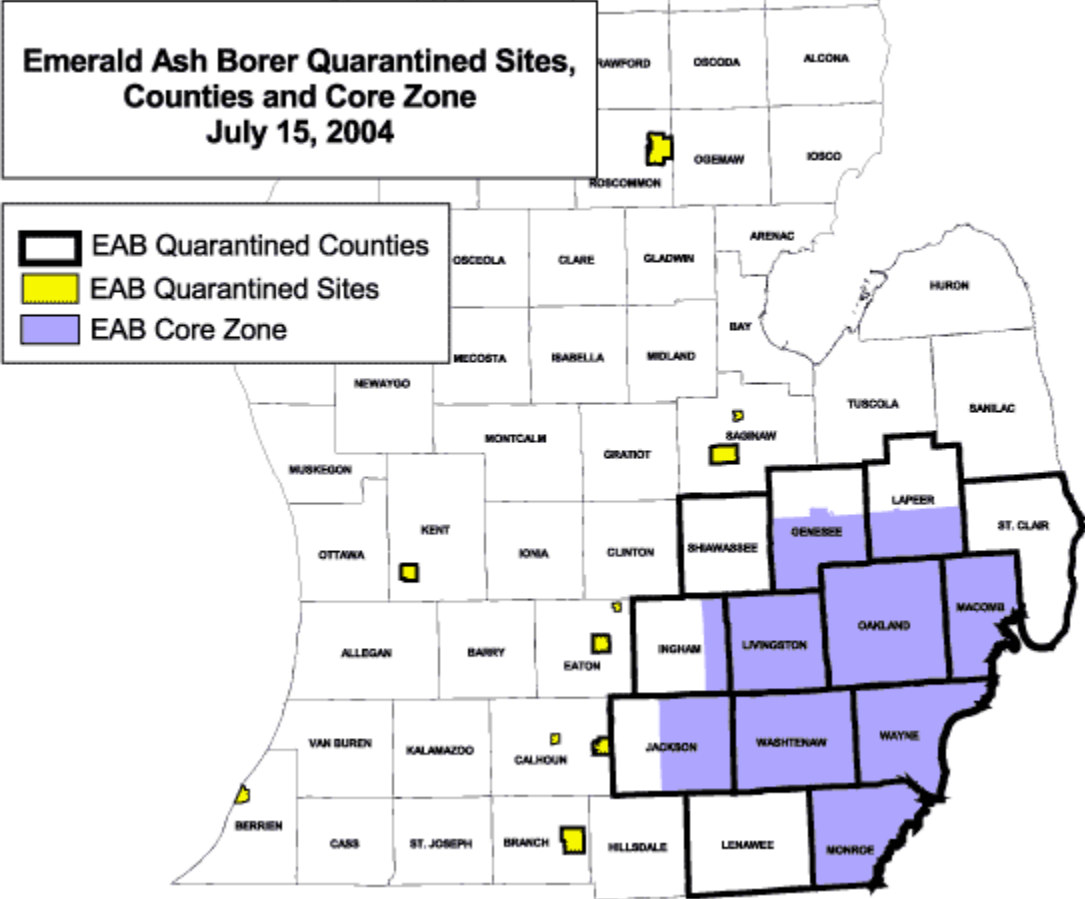 Emerald Ash Borer Quarantined Sites,
Counties and Core Zone
July 15, 2004
RAWFORD
OSCODA
ALCONA
OGEMAW
IOSCO
ROSCOMMON
EAB Quarantined Counties
EAB Quarantined Sites
EAB Core Zone
ARENAC
OSCEOLA
CLARE
GLADWIN
HURON
BAY
MECOSTA
ISABELLA
MIDLAND
NEWAYGO
TUSCOLA
SANILAC
MONTCALM
SAGINAW
GRATIOT
MUSKEGON
LAPEER
KENT
GENESEE
ST. CLAIR
OTTAWA
IONIA
CLINTON
SHIAWASSEE
MACOMB
OAKLAND
ALLEGAN
BARRY
EATON
INGHAM
LIVINGSTON
VAN BUREN
KALAMAZOO
CALHOUN
JACKSON
WASHTENAW
WAYNE
BERRIEN
CASS
ST. JOSEPH
BRANCH
HILLSDALE
LENAWEE
MONROE